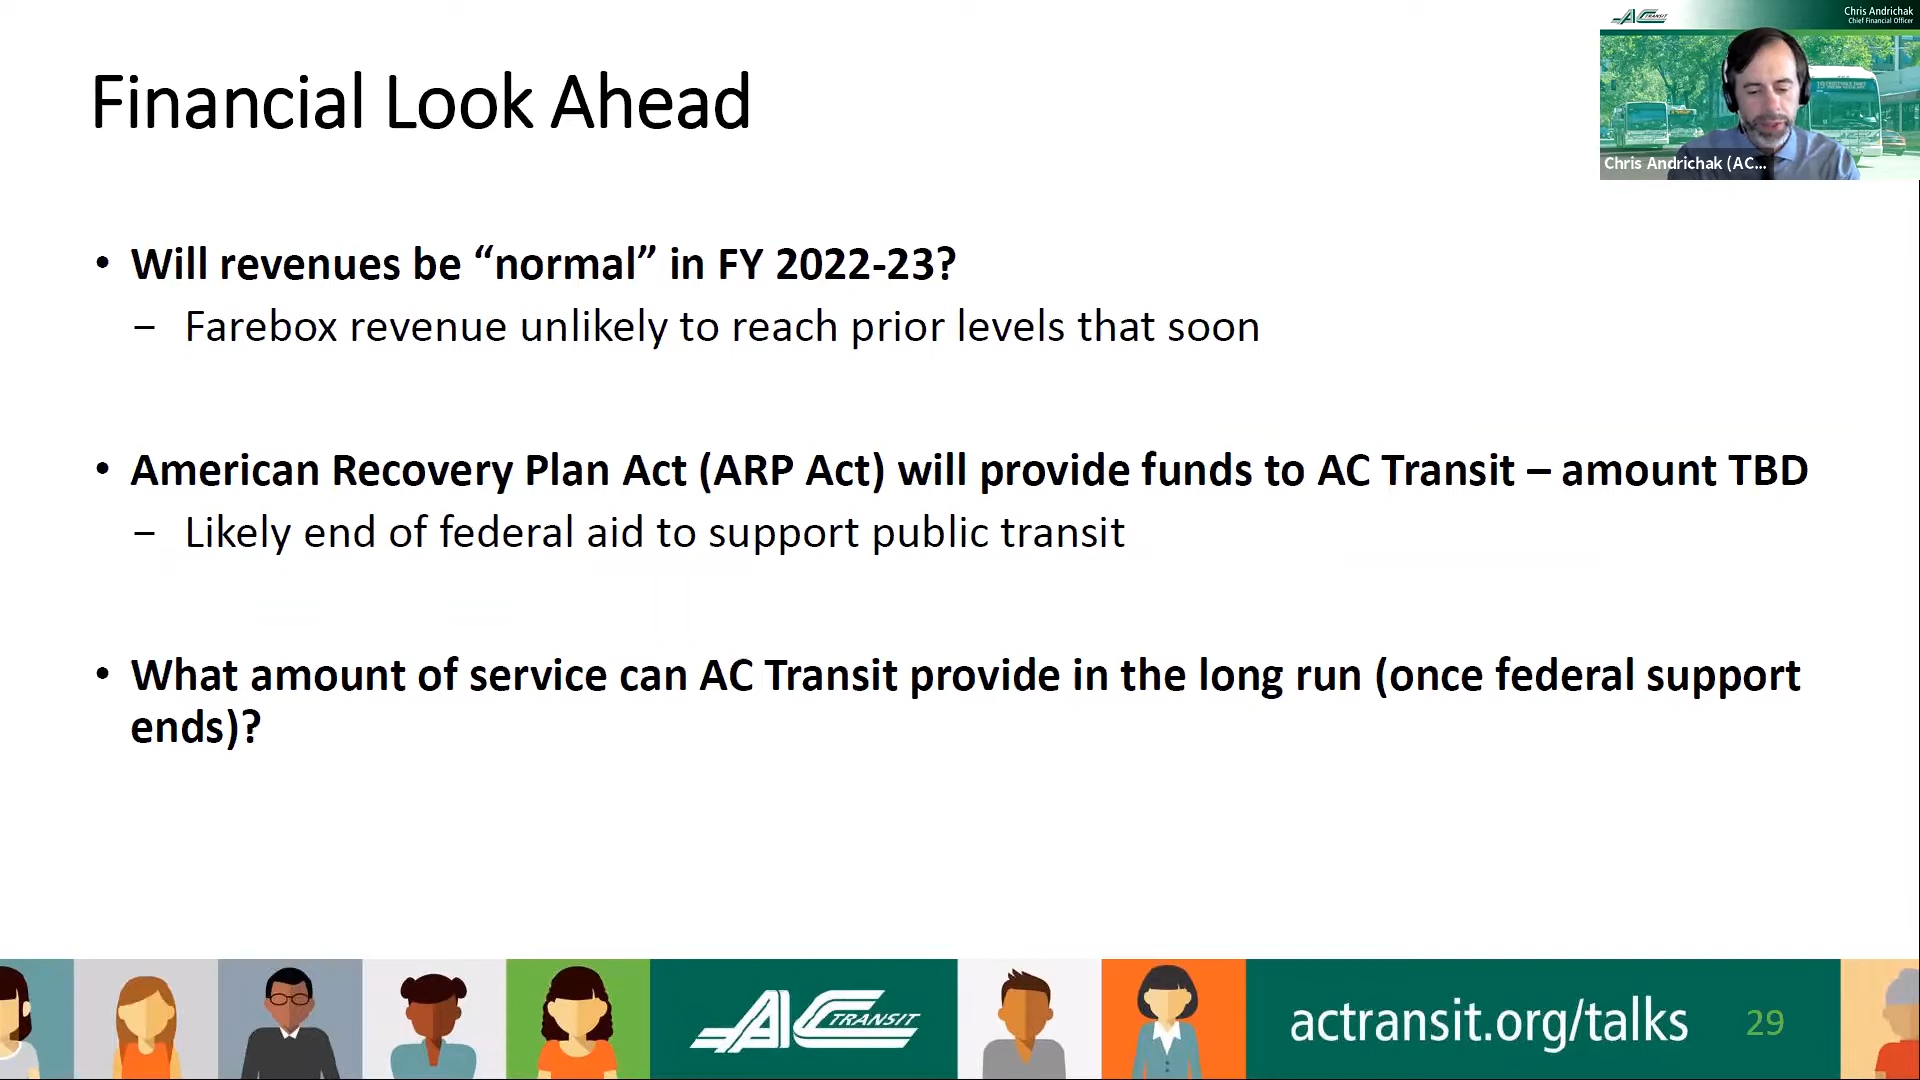 Financial Look Ahead
AC TRANSIT
Chris Andrichak
Chief Financial Officer
Chris Andrichak (AC...
• Will revenues be “normal” in FY 2022-23?
– Farebox revenue unlikely to reach prior levels that soon
• American Recovery Plan Act (ARP Act) will provide funds to AC Transit – amount TBD
– Likely end of federal aid to support public transit
• What amount of service can AC Transit provide in the long run (once federal support
ends)?
AC TRANSIT
actransit.org/talks
29